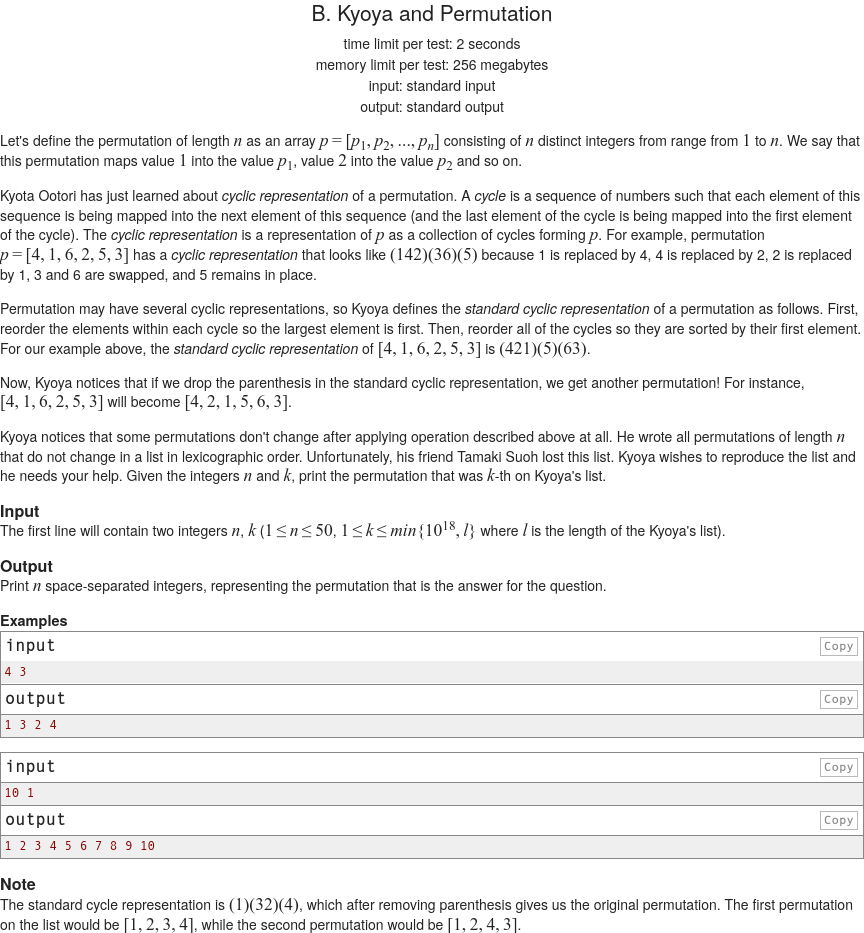 B. Kyoya and Permutation
time limit per test: 2 seconds
memory limit per test: 256 megabytes
input: standard input
output: standard output
Let's define the permutation of length n as an array p = [p1, p2, ..., pn] consisting of n distinct integers from range from 1 to n. We say that
this permutation maps value 1 into the value p1, value 2 into the value p2 and so on.
Kyota Ootori has just learned about cyclic representation of a permutation. A cycle is a sequence of numbers such that each element of this
sequence is being mapped into the next element of this sequence (and the last element of the cycle is being mapped into the first element
of the cycle). The cyclic representation is a representation of p as a collection of cycles forming p. For example, permutation
p = [4, 1, 6, 2, 5, 3] has a cyclic representation that looks like (142)(36)(5) because 1 is replaced by 4, 4 is replaced by 2, 2 is replaced
by 1, 3 and 6 are swapped, and 5 remains in place.
Permutation may have several cyclic representations, so Kyoya defines the standard cyclic representation of a permutation as follows. First,
reorder the elements within each cycle so the largest element is first. Then, reorder all of the cycles so they are sorted by their first element.
For our example above, the standard cyclic representation of [4, 1, 6, 2, 5, 3] is (421)(5)(63).
Now, Kyoya notices that if we drop the parenthesis in the standard cyclic representation, we get another permutation! For instance,
[4, 1, 6, 2, 5, 3] will become [4, 2, 1, 5, 6, 3].
Kyoya notices that some permutations don't change after applying operation described above at all. He wrote all permutations of length n
that do not change in a list in lexicographic order. Unfortunately, his friend Tamaki Suoh lost this list. Kyoya wishes to reproduce the list and
he needs your help. Given the integers n and k, print the permutation that was k-th on Kyoya's list.
Input
The first line will contain two integers n, k (1 ≤ n ≤ 50, 1 ≤ k ≤ min{10^18, l} where l is the length of the Kyoya's list).
Output
Print n space-separated integers, representing the permutation that is the answer for the question.
Examples
input Copy
4 3
output Copy
1 3 2 4
input Copy
10 1
output Copy
1 2 3 4 5 6 7 8 9 10
Note
The standard cycle representation is (1)(32)(4), which after removing parenthesis gives us the original permutation. The first permutation
on the list would be [1, 2, 3, 4], while the second permutation would be [1, 2, 4, 3].